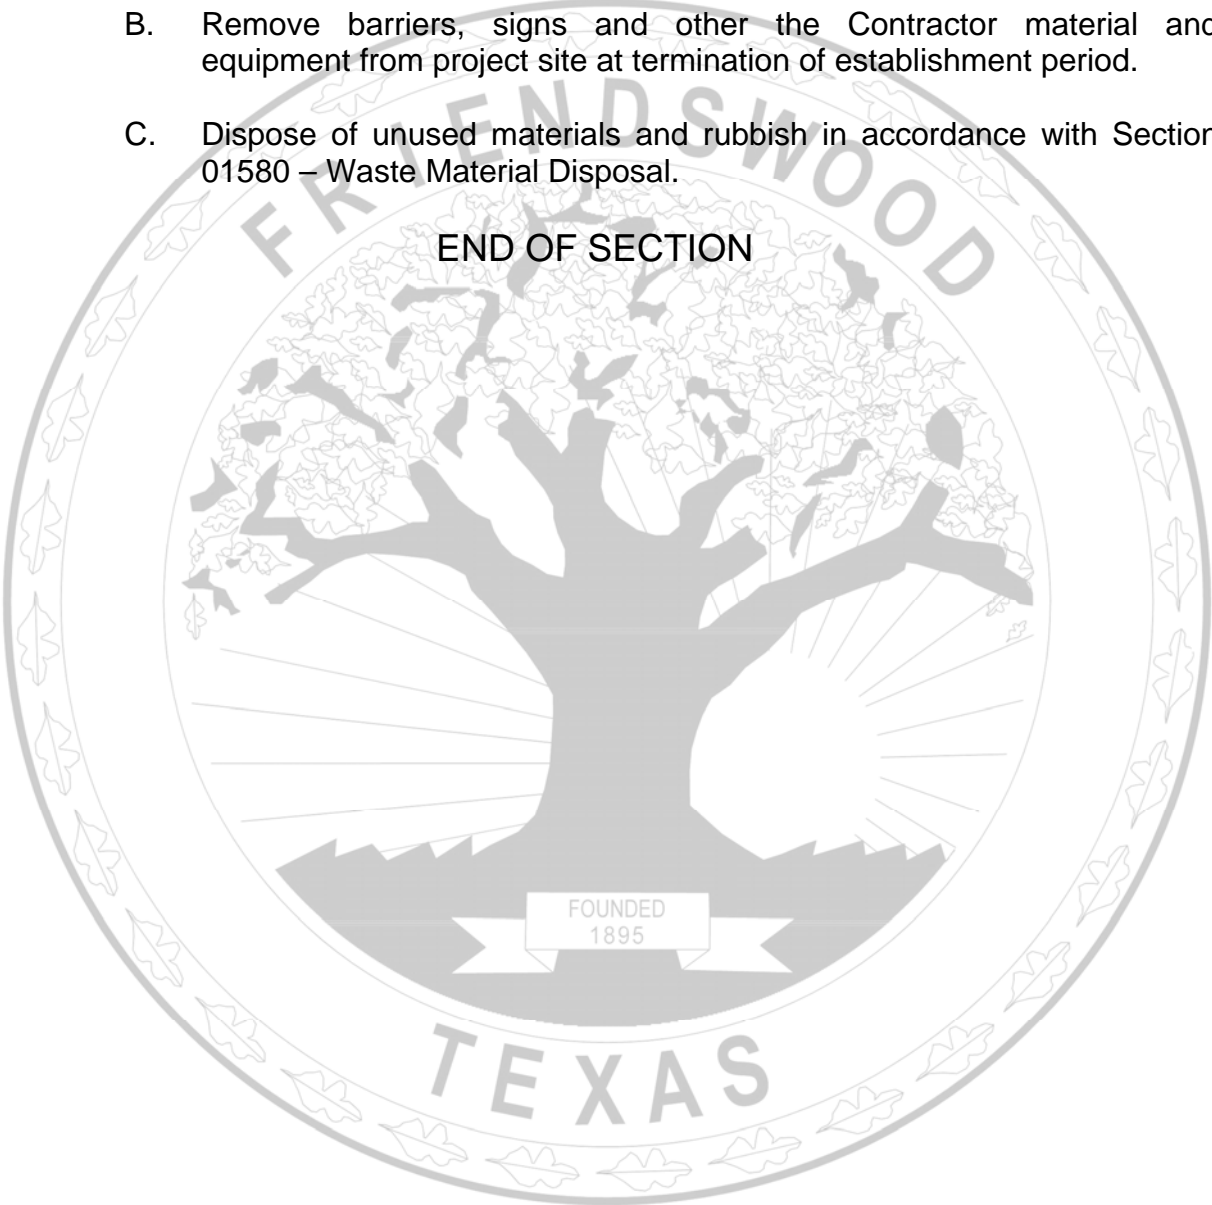 B. Remove barriers, signs and other the Contractor material and
equipment from project site at termination of establishment period.
C. Dispose of unused materials and rubbish in accordance with Section
01580 – Waste Material Disposal.
END OF SECTION
FRIENDSWOOD
FOUNDED
1895
TEXAS